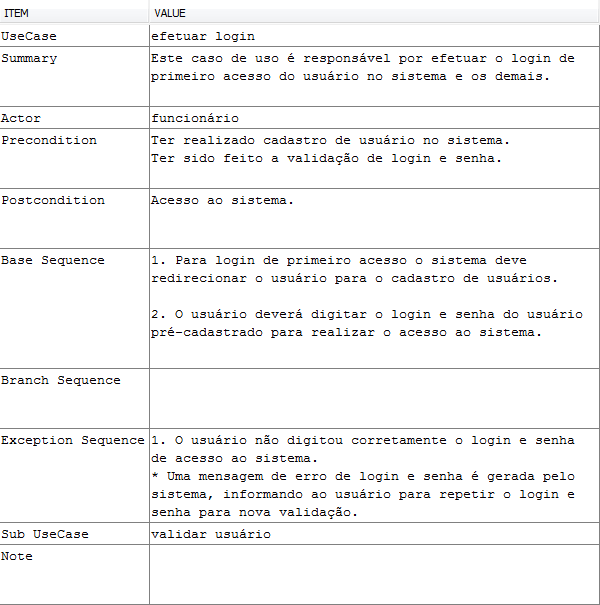 ITEM VALUE
UseCase efetuar login
Summary Este caso de uso é responsável por efetuar o login de
primeiro acesso do usuário no sistema e os demais.
Actor funcionário
Precondition Ter realizado cadastro de usuário no sistema.
Ter sido feito a validação de login e senha.
Postcondition Acesso ao sistema.
Base Sequence 1. Para login de primeiro acesso o sistema deve
redirecionar o usuário para o cadastro de usuários.
2. O usuário deverá digitar o login e senha do usuário
pré-cadastrado para realizar o acesso ao sistema.
Branch Sequence
Exception Sequence 1. O usuário não digitou corretamente o login e senha
de acesso ao sistema.
* Uma mensagem de erro de login e senha é gerada pelo
sistema, informando ao usuário para repetir o login e
senha para nova validação.
Sub UseCase validar usuário
Note